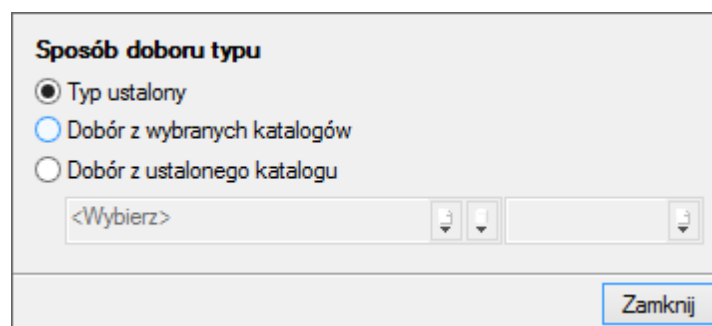 Sposób doboru typu
Typ ustalony
Dobór z wybranych katalogów
Dobór z ustalonego katalogu
<Wybierz>
Zamknij